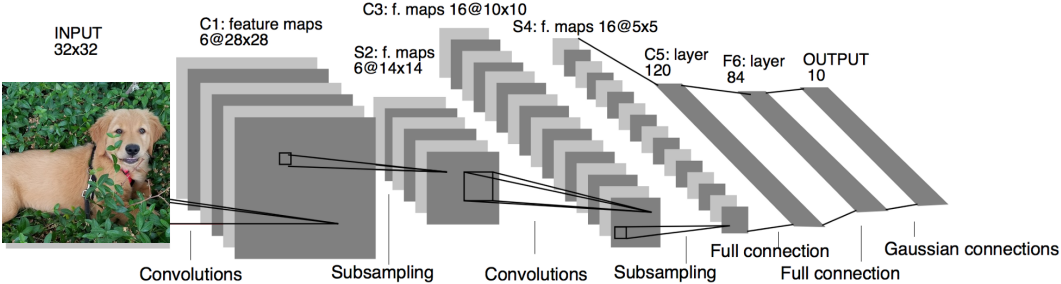 INPUT
32x32
C1: feature maps
6@28x28
S2: f. maps
6@14x14
C3: f. maps 16@10x10
S4: f. maps 16@5x5
C5: layer
120
F6: layer
84
OUTPUT
10
Convolutions
Subsampling
Convolutions
Subsampling
Full connection
Full connection
Gaussian connections